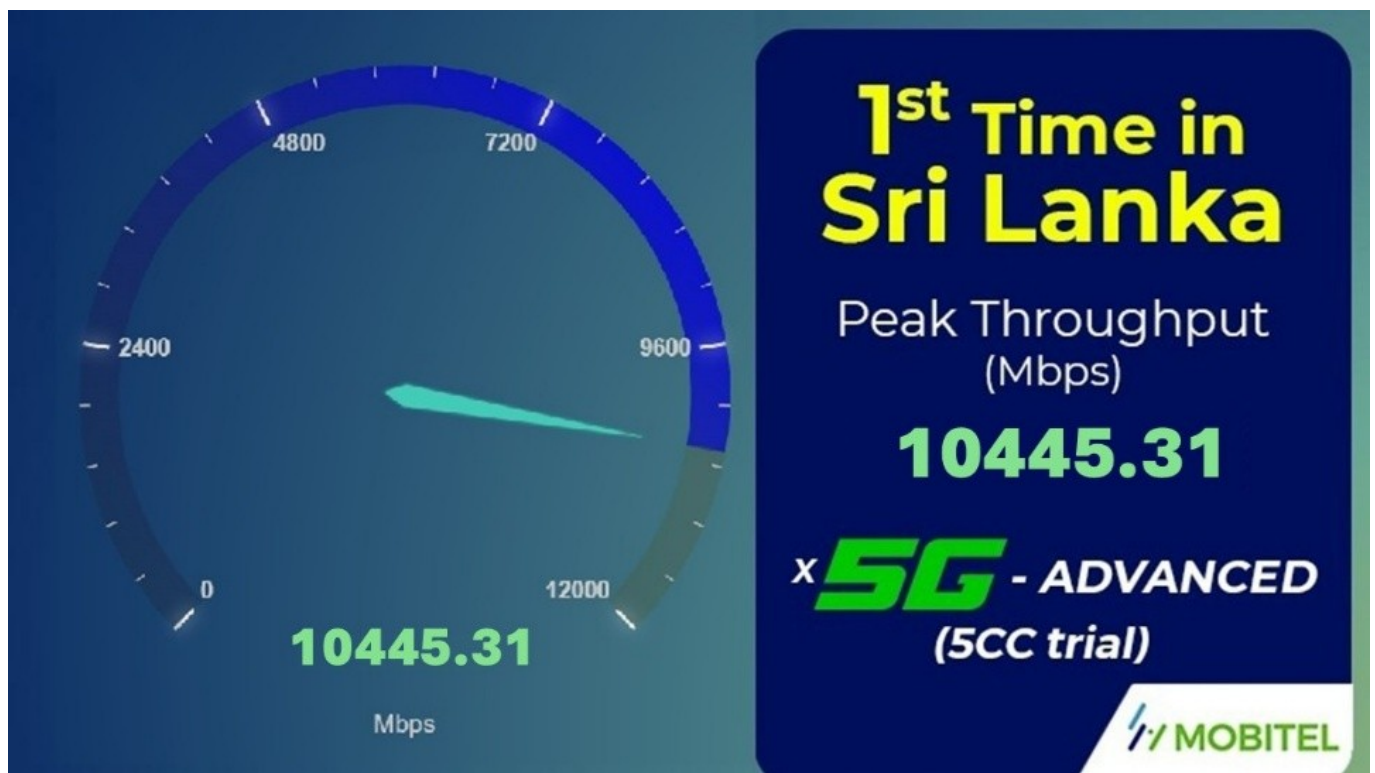 4800
7200
2400
9600
0
12000
10445.31
Mbps
1st Time in
Sri Lanka
Peak Throughput
(Mbps)
10445.31
x 5G - ADVANCED
(5CC trial)
MOBITEL